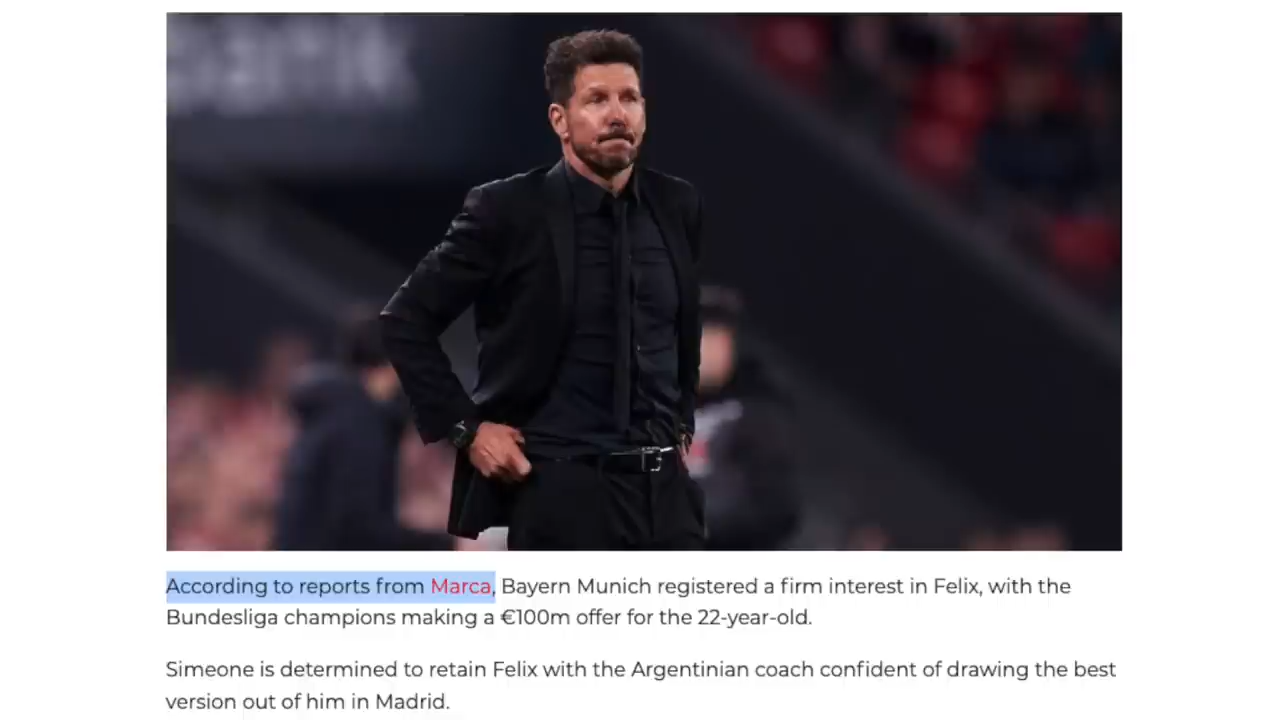 According to reports from Marca, Bayern Munich registered a firm interest in Felix, with the
Bundesliga champions making a €100m offer for the 22-year-old.
Simeone is determined to retain Felix with the Argentinian coach confident of drawing the best
version out of him in Madrid.